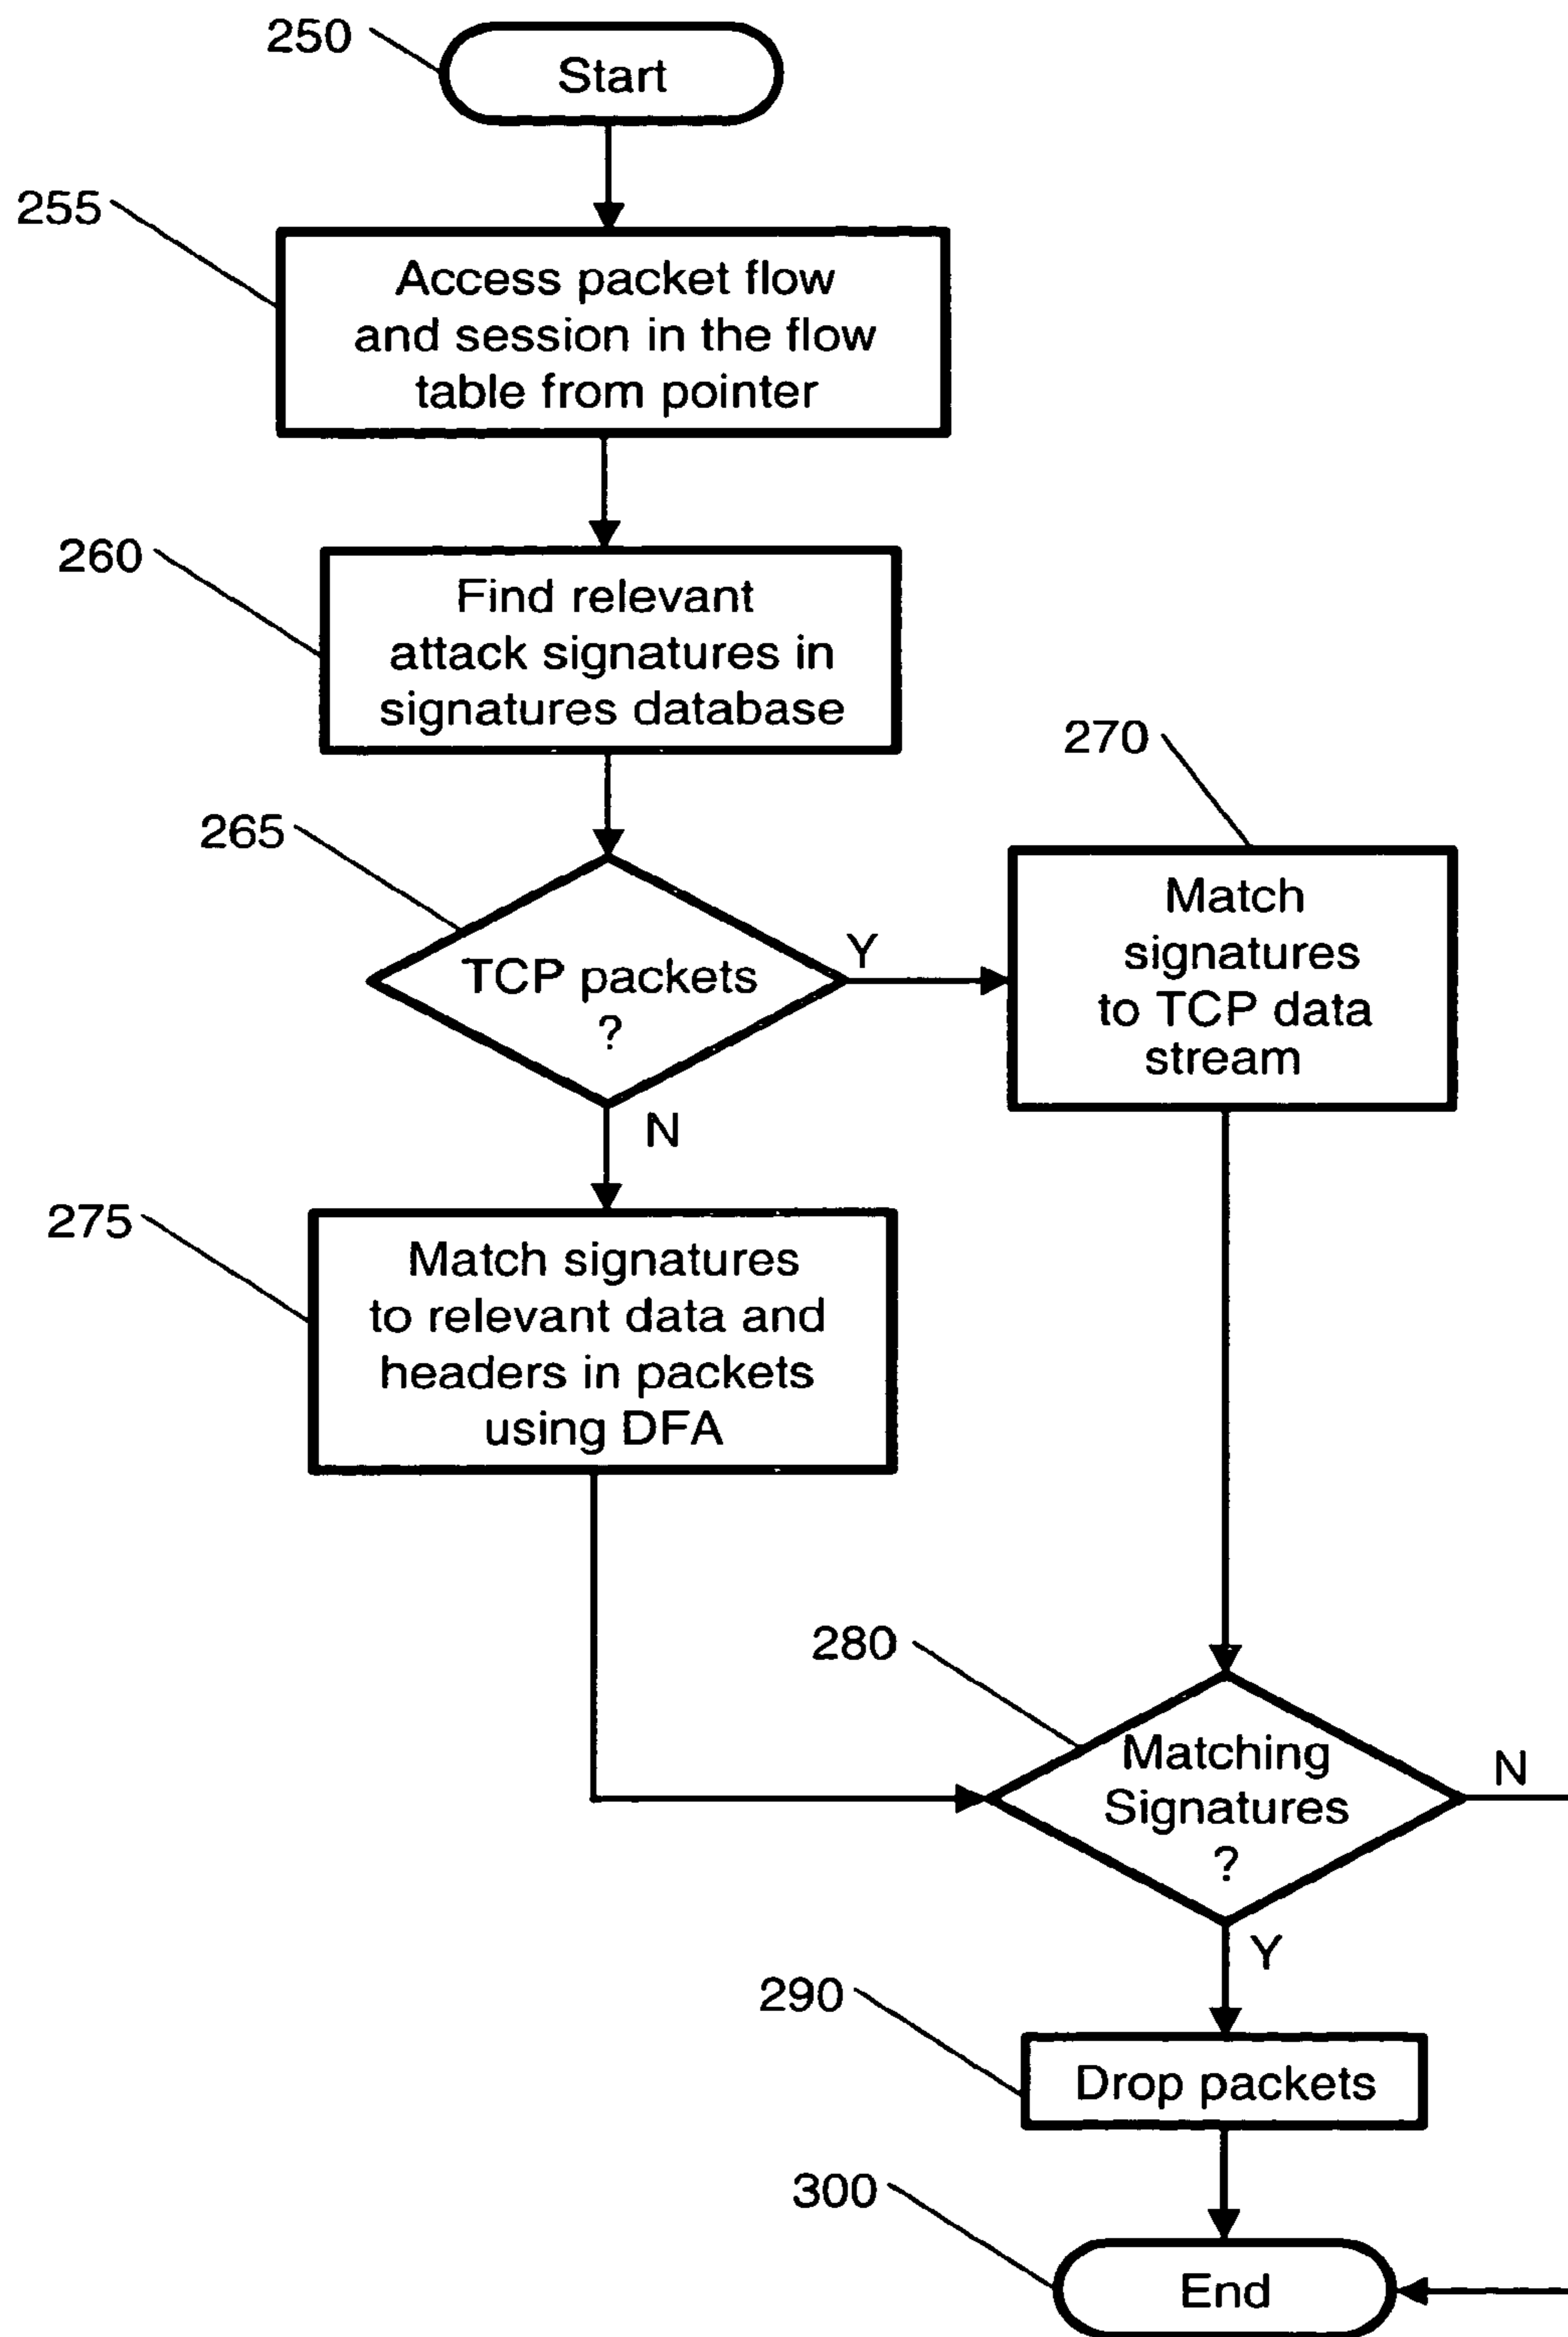 250
Start
255
Access packet flow
and session in the flow
table from pointer
260
Find relevant
attack signatures in
signatures database
265
TCP packets
?
Y
N
270
Match
signatures
to TCP data
stream
275
Match signatures
to relevant data and
headers in packets
using DFA
280
Matching
Signatures
?
N
Y
290
Drop packets
300
End